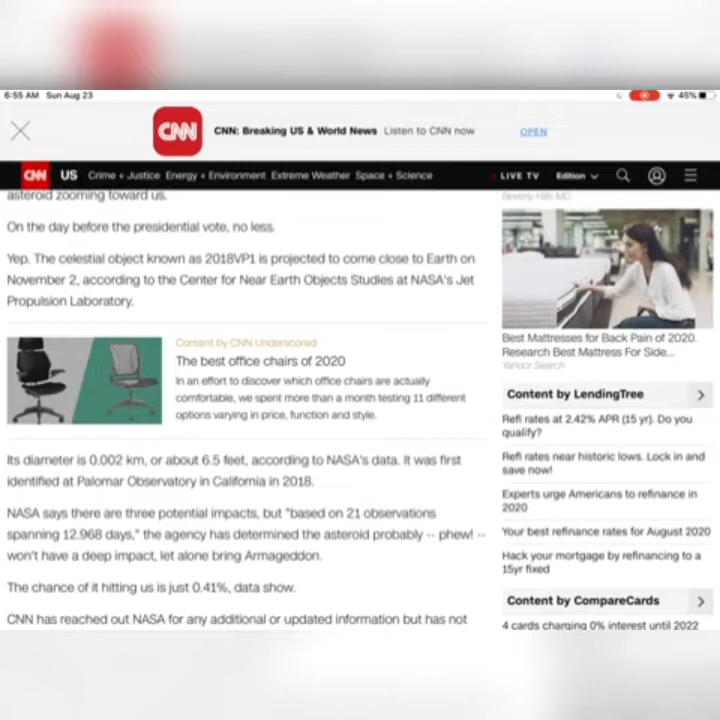 6:55 AM Sun Aug 23
45%
CNN
CNN: Breaking US & World News Listen to CNN now
OPEN
CNN US Crime + Justice Energy + Environment Extreme Weather Space + Science
LIVE TV Edition
asteroid zooming toward us.
On the day before the presidential vote, no less.
Yep. The celestial object known as 2018VP1 is projected to come close to Earth on
November 2, according to the Center for Near Earth Objects Studies at NASA's Jet
Propulsion Laboratory.
Content by CNN Underscored
The best office chairs of 2020
In an effort to discover which office chairs are actually
comfortable, we spent more than a month testing 11 different
options varying in price, function and style.
Its diameter is 0.002 km, or about 6.5 feet, according to NASA's data. It was first
identified at Palomar Observatory in California in 2018.
NASA says there are three potential impacts, but "based on 21 observations
spanning 12.968 days," the agency has determined the asteroid probably -- phew! --
won't have a deep impact, let alone bring Armageddon.
The chance of it hitting us is just 0.41%, data show.
CNN has reached out NASA for any additional or updated information but has not
Beverly Hills MD
Best Mattresses for Back Pain of 2020.
Research Best Mattress For Side...
Yahoo! Search
Content by LendingTree
Refi rates at 2.42% APR (15 yr). Do you
qualify?
Refi rates near historic lows. Lock in and
save now!
Experts urge Americans to refinance in
2020
Your best refinance rates for August 2020
Hack your mortgage by refinancing to a
15yr fixed
Content by CompareCards
4 cards charging 0% interest until 2022